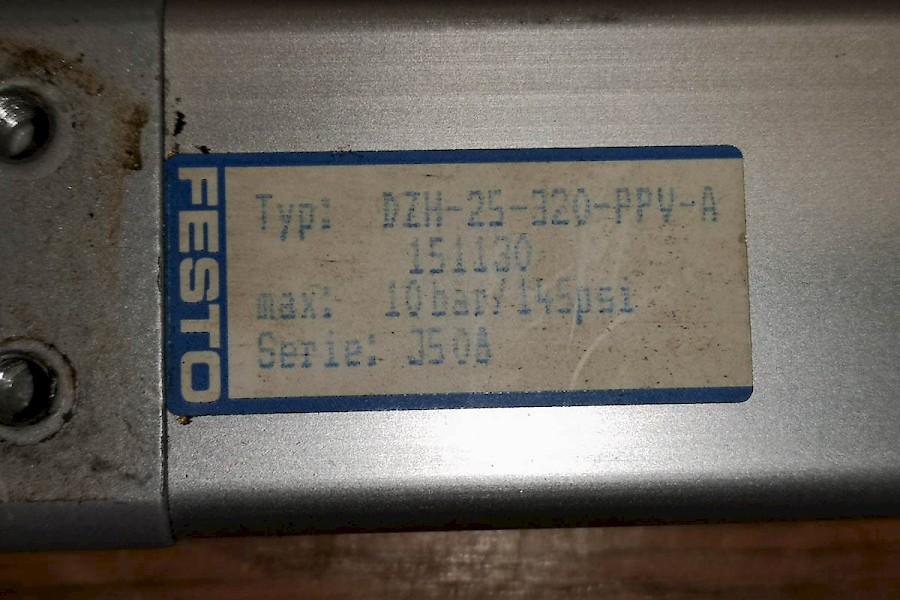 FESTO
Typ: DZH-25-320-PPV-A
151130
max: 10bar/145psi
Serie: J508